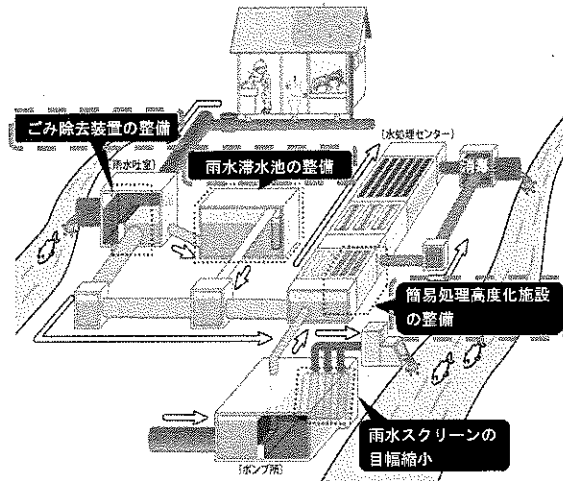 ごみ除去装置の整備
[雨水吐室]
雨水滞水池の整備
[水処理センター]
消毒
簡易処理高度化施設
の整備
雨水スクリーンの
目幅縮小
[ポンプ所]